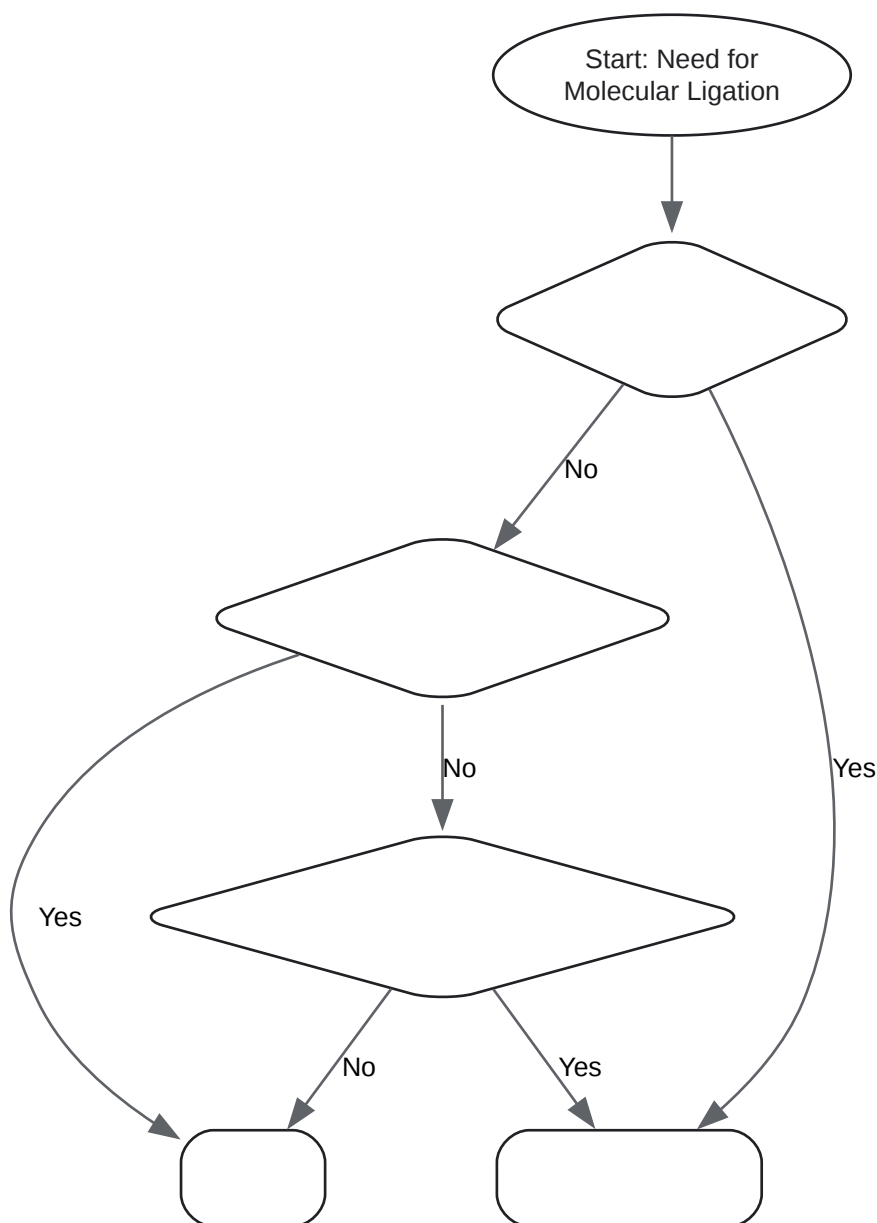 Start: Need for
Molecular Ligation
No
No
Yes
Yes
No
Yes